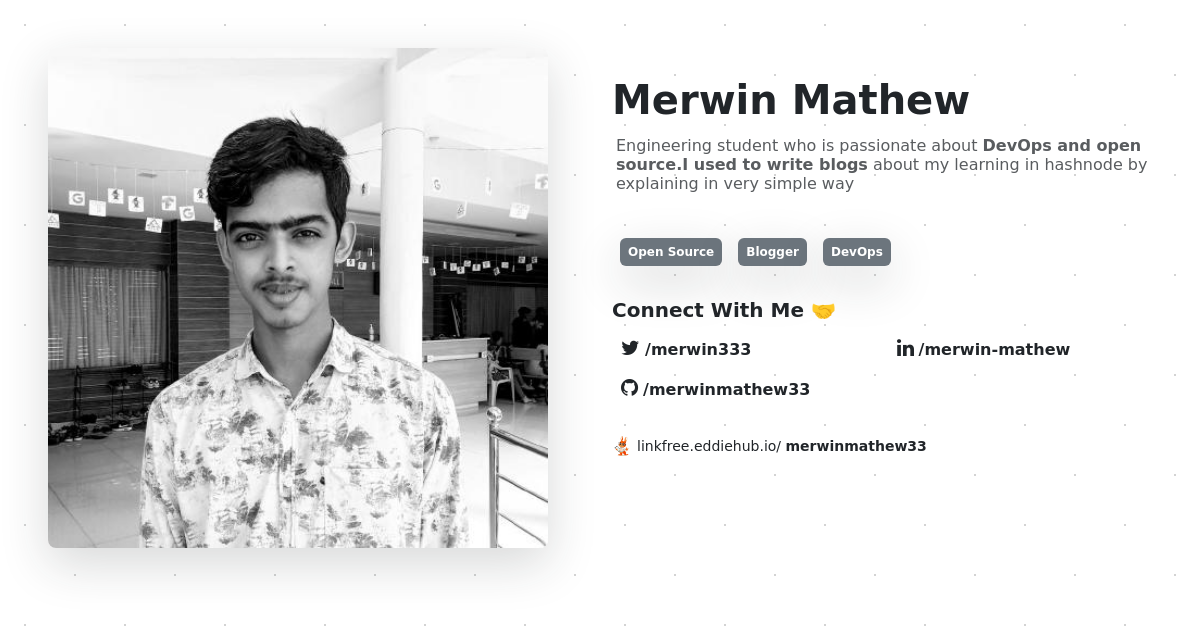 Merwin Mathew
Engineering student who is passionate about DevOps and open
source.I used to write blogs about my learning in hashnode by
explaining in very simple way
Open Source Blogger DevOps
Connect With Me 🤝
/merwin333 /merwin-mathew
/merwinmathew33
linkfree.eddiehub.io/ merwinmathew33